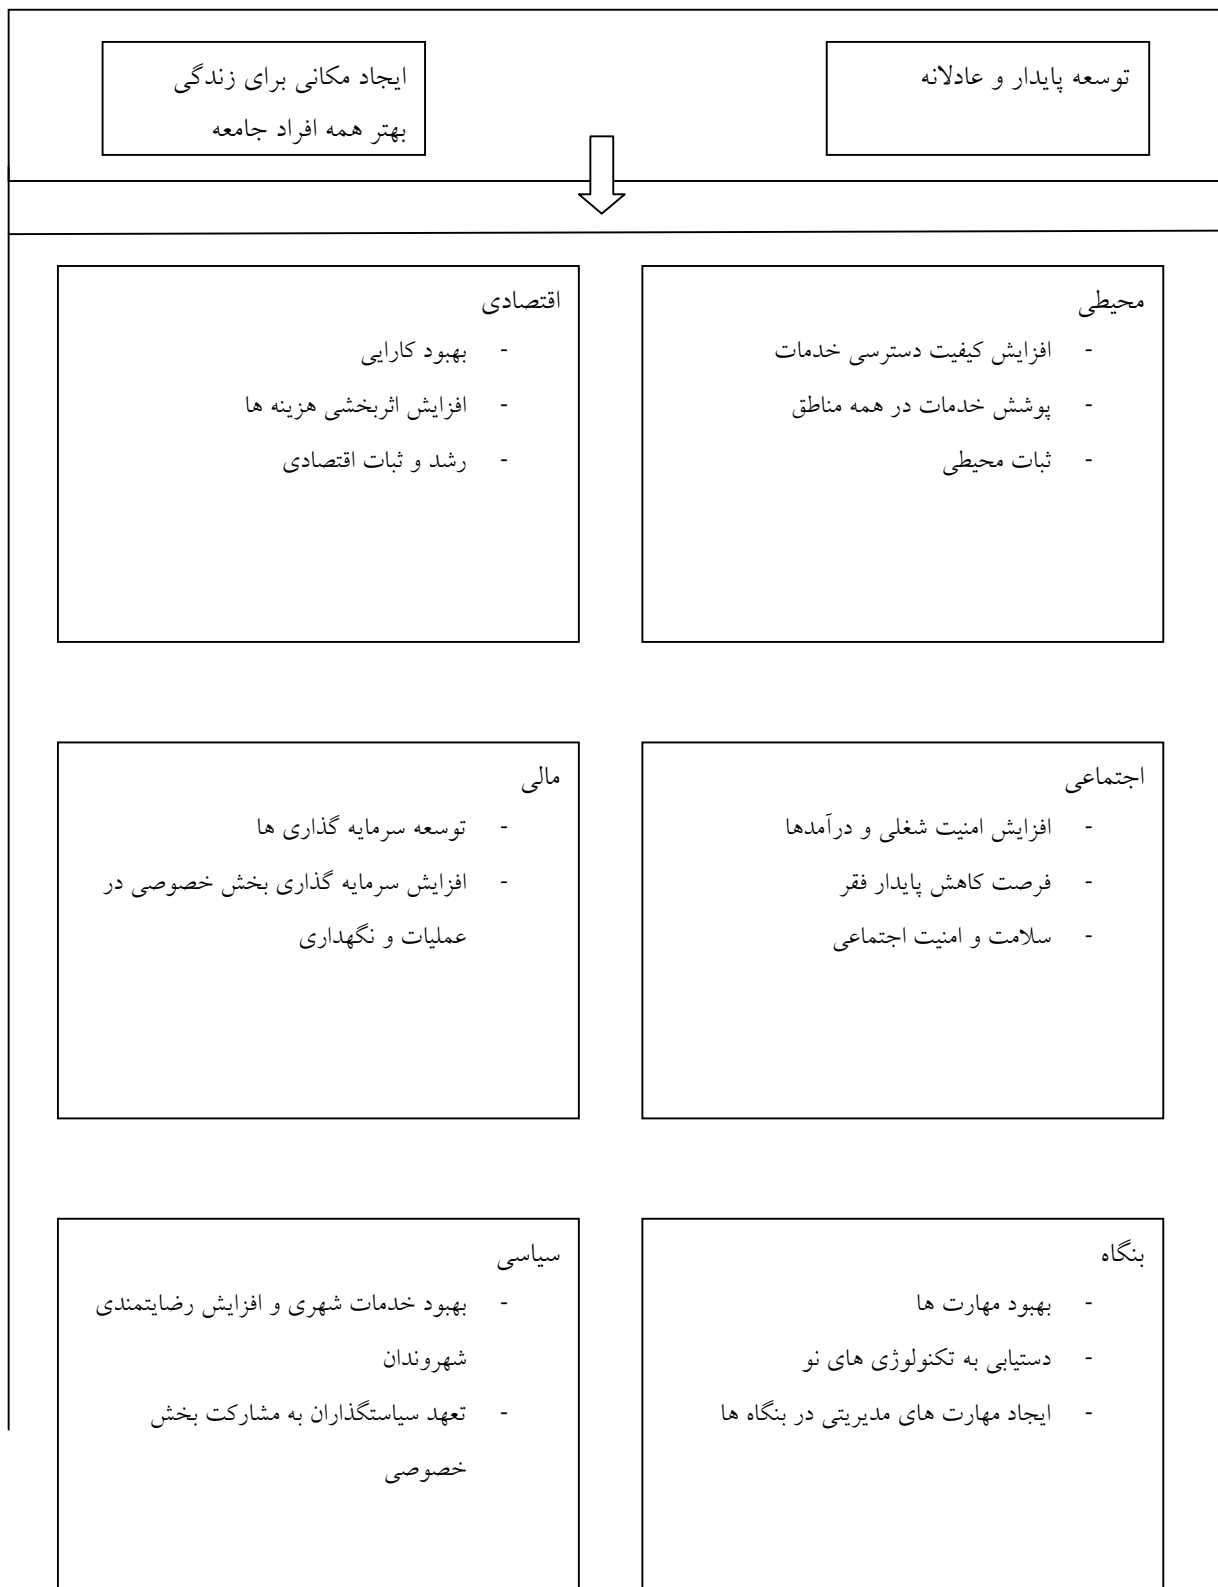 توسعه پایدار و عادلانه
ایجاد مکانی برای زندگی
بهتر همه افراد جامعه
محیطی
- افزایش کیفیت دسترسی خدمات
- پوشش خدمات در همه مناطق
- ثبات محیطی
اقتصادی
- بهبود کارایی
- افزایش اثربخشی هزینه ها
- رشد و ثبات اقتصادی
اجتماعی
- افزایش امنیت شغلی و درآمدها
- فرصت کاهش پایدار فقر
- سلامت و امنیت اجتماعی
مالی
- توسعه سرمایه گذاری ها
- افزایش سرمایه گذاری بخش خصوصی در
عملیات و نگهداری
بنگاه
- بهبود مهارت ها
- دستیابی به تکنولوژی های نو
- ایجاد مهارت های مدیریتی در بنگاه ها
سیاسی
- بهبود خدمات شهری و افزایش رضایتمندی
شهروندان
- تعهد سیاستگذاران به مشارکت بخش
خصوصی